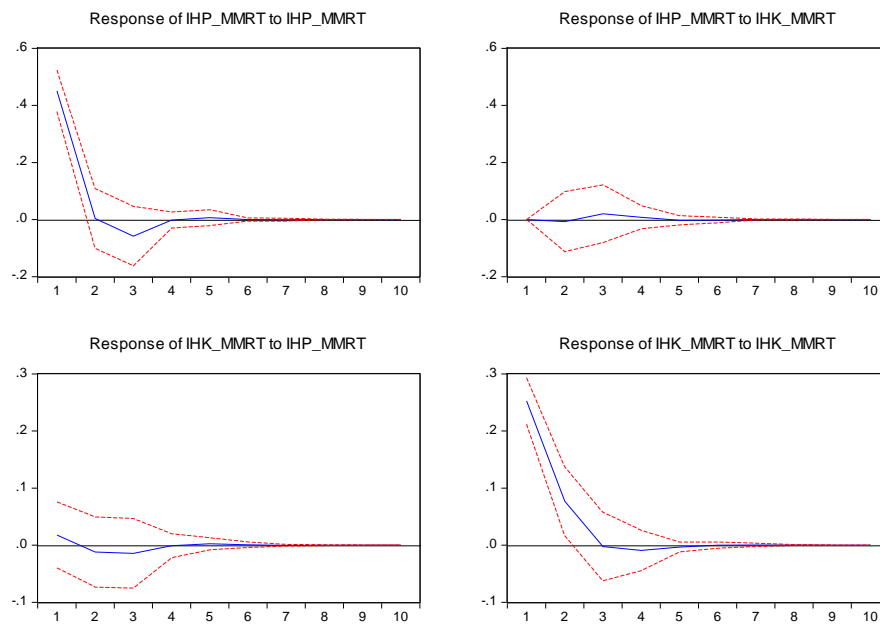 Response of IHP_MMRT to IHP_MMRT
.6
.4
.2
.0
-.2
1 2 3 4 5 6 7 8 9 10
Response of IHP_MMRT to IHK_MMRT
.6
.4
.2
.0
-.2
1 2 3 4 5 6 7 8 9 10
Response of IHK_MMRT to IHP_MMRT
.3
.2
.1
.0
-.1
1 2 3 4 5 6 7 8 9 10
Response of IHK_MMRT to IHK_MMRT
.3
.2
.1
.0
-.1
1 2 3 4 5 6 7 8 9 10